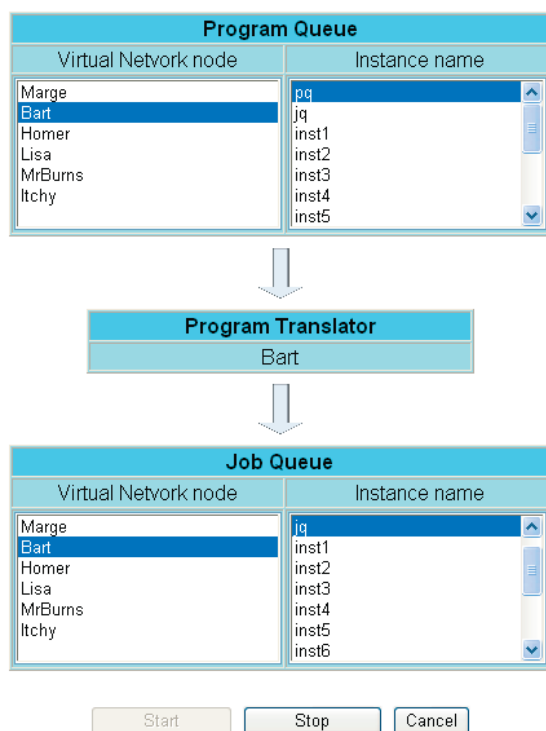 Program Queue
Virtual Network node
Instance name
Marge
Bart
Homer
Lisa
MrBurns
Itchy
pq
jq
inst1
inst2
inst3
inst4
inst5
Program Translator
Bart
Job Queue
Virtual Network node
Instance name
Marge
Bart
Homer
Lisa
MrBurns
Itchy
jq
inst1
inst2
inst3
inst4
inst5
inst6
Start
Stop
Cancel